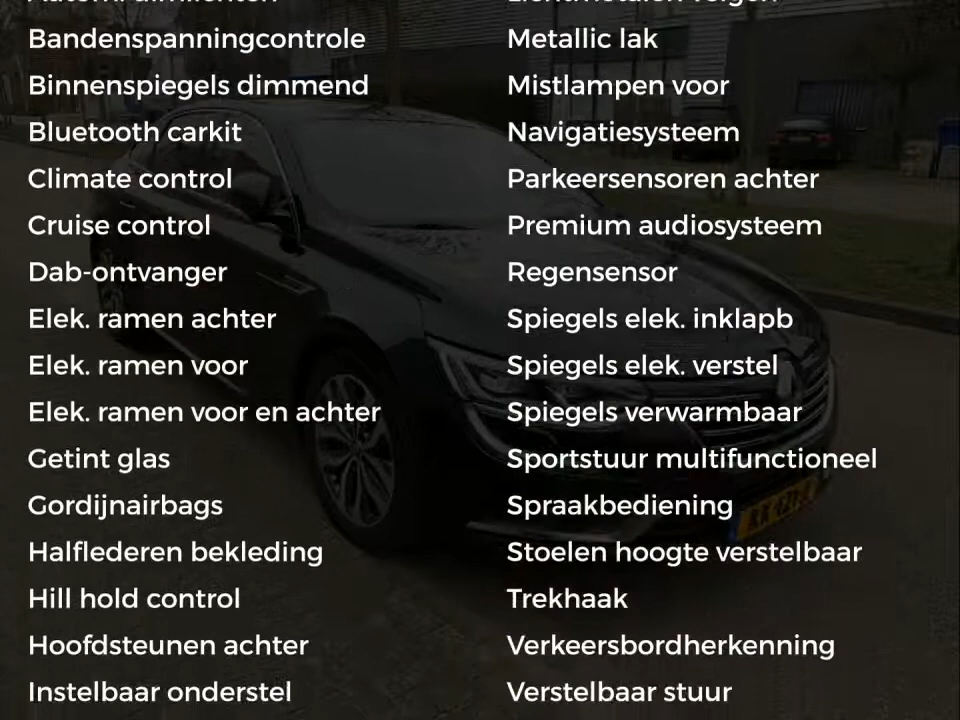 Bandenspanningcontrole
Binnenspiegels dimmend
Bluetooth carkit
Climate control
Cruise control
Dab-ontvanger
Elek. ramen achter
Elek. ramen voor
Elek. ramen voor en achter
Getint glas
Gordijnairbags
Halflederen bekleding
Hill hold control
Hoofdsteunen achter
Instelbaar onderstel
Metallic lak
Mistlampen voor
Navigatiesysteem
Parkeersensoren achter
Premium audiosysteem
Regensensor
Spiegels elek. inklapb
Spiegels elek. verstel
Spiegels verwarmbaar
Sportstuur multifunctioneel
Spraakbediening
Stoelen hoogte verstelbaar
Trekhaak
Verkeersbordherkenning
Verstelbaar stuur